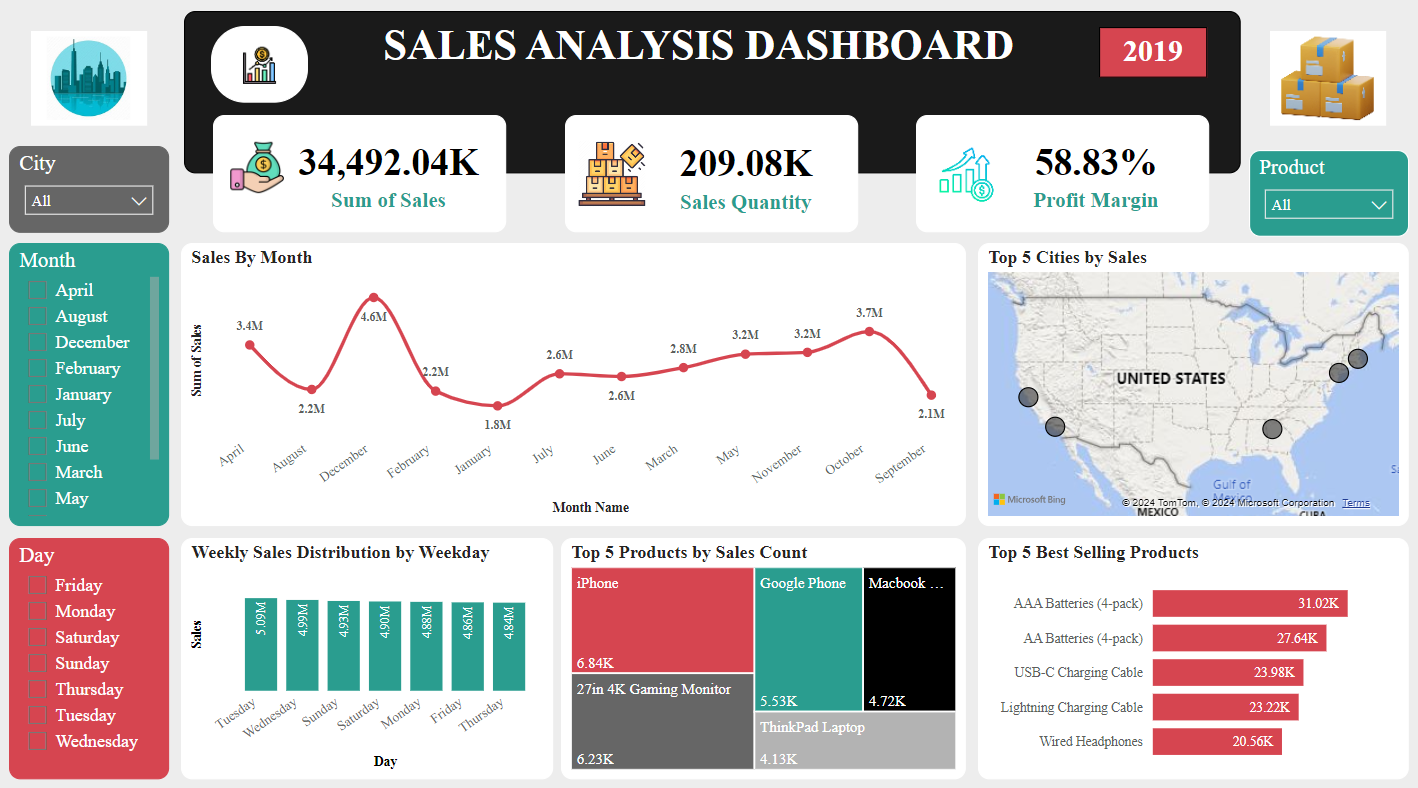 SALES ANALYSIS DASHBOARD
2019
34,492.04K
Sum of Sales
209.08K
Sales Quantity
58.83%
Profit Margin
City
All
Product
All
Month
April
August
December
February
January
July
June
March
May
Sales By Month
Sum of Sales
3.4M
2.2M
4.6M
2.2M
1.8M
2.6M
2.6M
2.8M
3.2M
3.2M
3.7M
2.1M
April
August
December
February
January
July
June
March
May
November
October
September
Month Name
Top 5 Cities by Sales
UNITED STATES
Gulf of
Mexico
MEXICO
CUBA
Microsoft Bing
© 2024 TomTom, © 2024 Microsoft Corporation Terms
Day
Friday
Monday
Saturday
Sunday
Thursday
Tuesday
Wednesday
Weekly Sales Distribution by Weekday
Sales
5.09M
4.99M
4.93M
4.90M
4.88M
4.86M
4.84M
Tuesday
Wednesday
Sunday
Saturday
Monday
Friday
Thursday
Day
Top 5 Products by Sales Count
iPhone
6.84K
27in 4K Gaming Monitor
6.23K
Google Phone
5.53K
Macbook ...
4.72K
ThinkPad Laptop
4.13K
Top 5 Best Selling Products
AAA Batteries (4-pack) 31.02K
AA Batteries (4-pack) 27.64K
USB-C Charging Cable 23.98K
Lightning Charging Cable 23.22K
Wired Headphones 20.56K